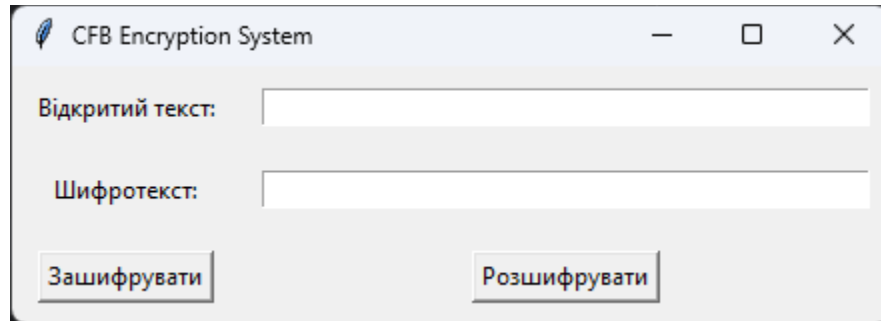 CFB Encryption System
Відкритий текст:
Шифротекст:
Зашифрувати Розшифрувати